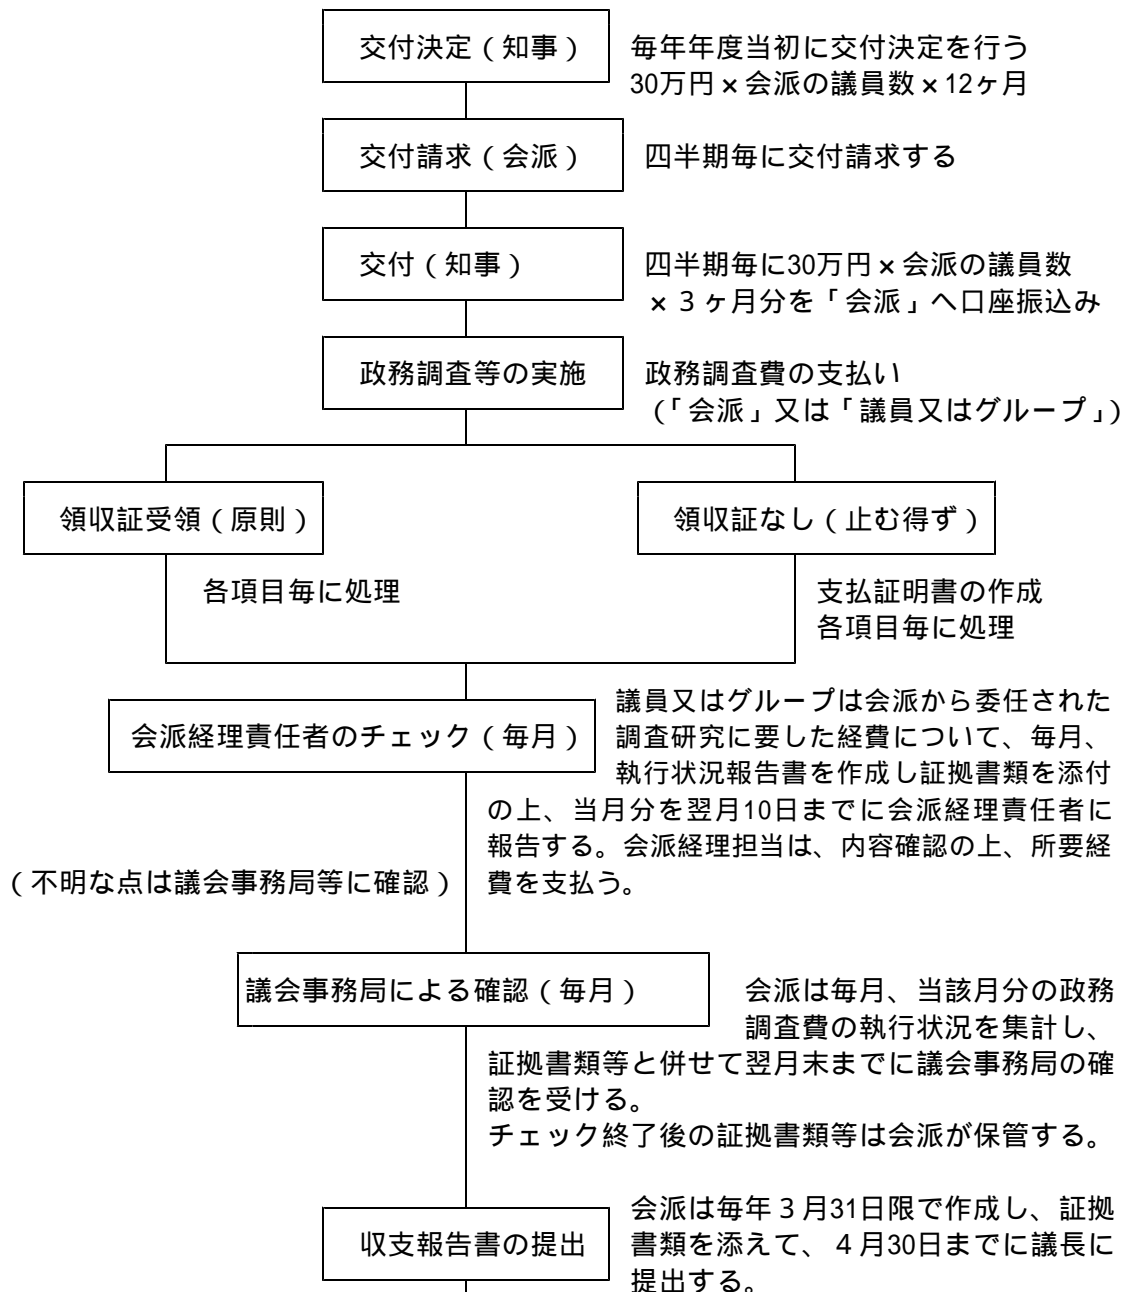 交付決定(知事)
毎年年度当初に交付決定を行う
30万円×会派の議員数×12ヶ月
交付請求(会派)
四半期毎に交付請求する
交付(知事)
四半期毎に30万円×会派の議員数
×3ヶ月分を「会派」へ口座振込み
政務調査等の実施
政務調査費の支払い
(「会派」又は「議員又はグループ」)
領収証受領(原則)
領収証なし(止む得ず)
各項目毎に処理
支払証明書の作成
各項目毎に処理
会派経理責任者のチェック(毎月)
議員又はグループは会派から委任された
調査研究に要した経費について、毎月、
執行状況報告書を作成し証拠書類を添付
の上、当月分を翌月10日までに会派経理責任者に
報告する。会派経理担当は、内容確認の上、所要経
費を支払う。
(不明な点は議会事務局等に確認)
議会事務局による確認(毎月)
会派は毎月、当該月分の政務
調査費の執行状況を集計し、
証拠書類等と併せて翌月末までに議会事務局の確
認を受ける。
チェック終了後の証拠書類等は会派が保管する。
収支報告書の提出
会派は毎年3月31日限で作成し、証拠
書類を添えて、4月30日までに議長に
提出する。